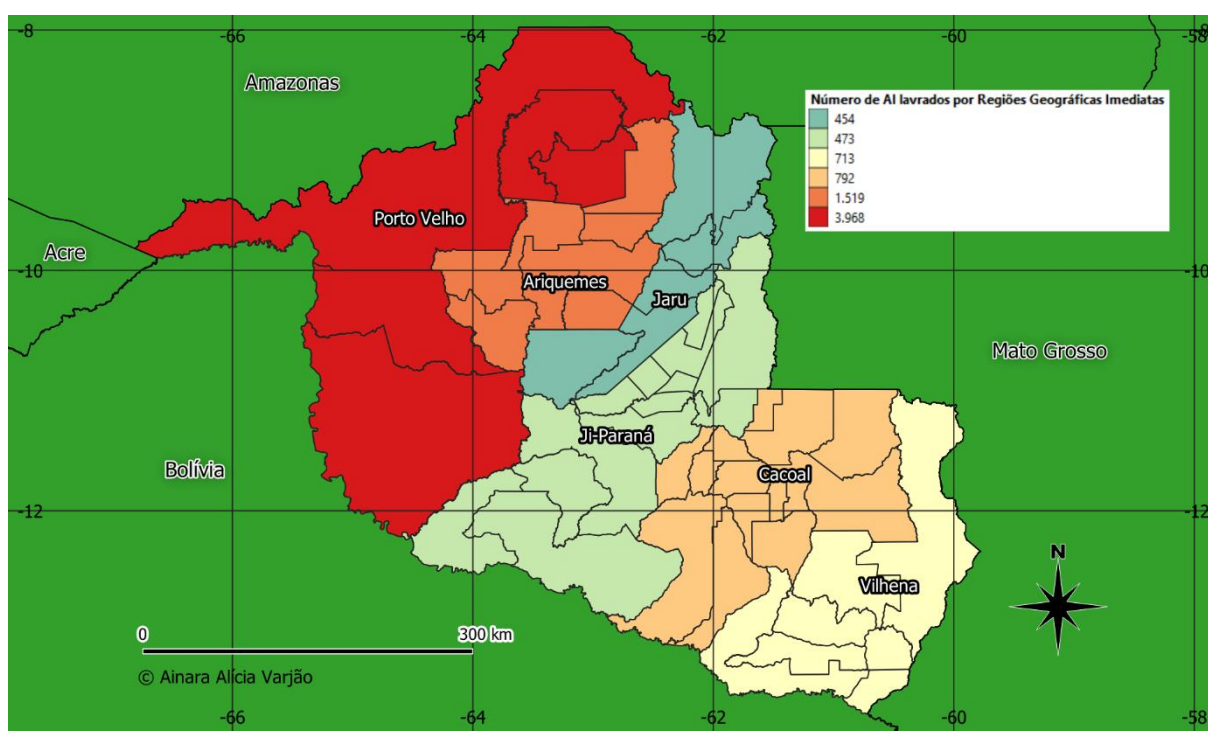 -8
-66
-64
-62
-60
-58
Amazonas
Número de AI lavrados por Regiões Geográficas Imediatas
454
473
713
792
1.519
3.968
Porto Velho
Acre
-10
Ariquemes
Jaru
-10
Mato Grosso
Ji-Paraná
Bolívia
Cacoal
-12
-12
N
Vilhena
0
300 km
© Ainara Alícia Varjão
-66
-64
-62
-60
-58